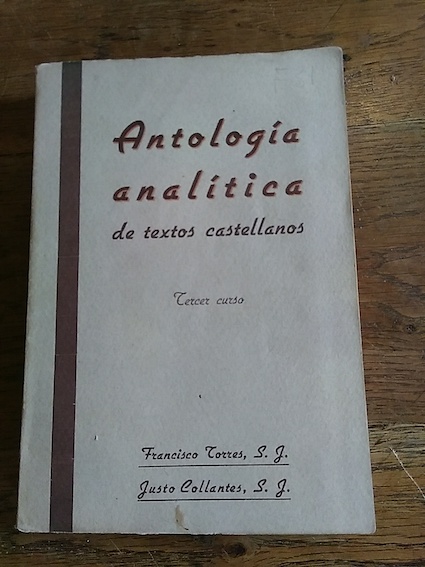 Antología
analítica
de textos castellanos
Tercer curso
Francisco Torres, S. J.
Justo Collantes, S. J.